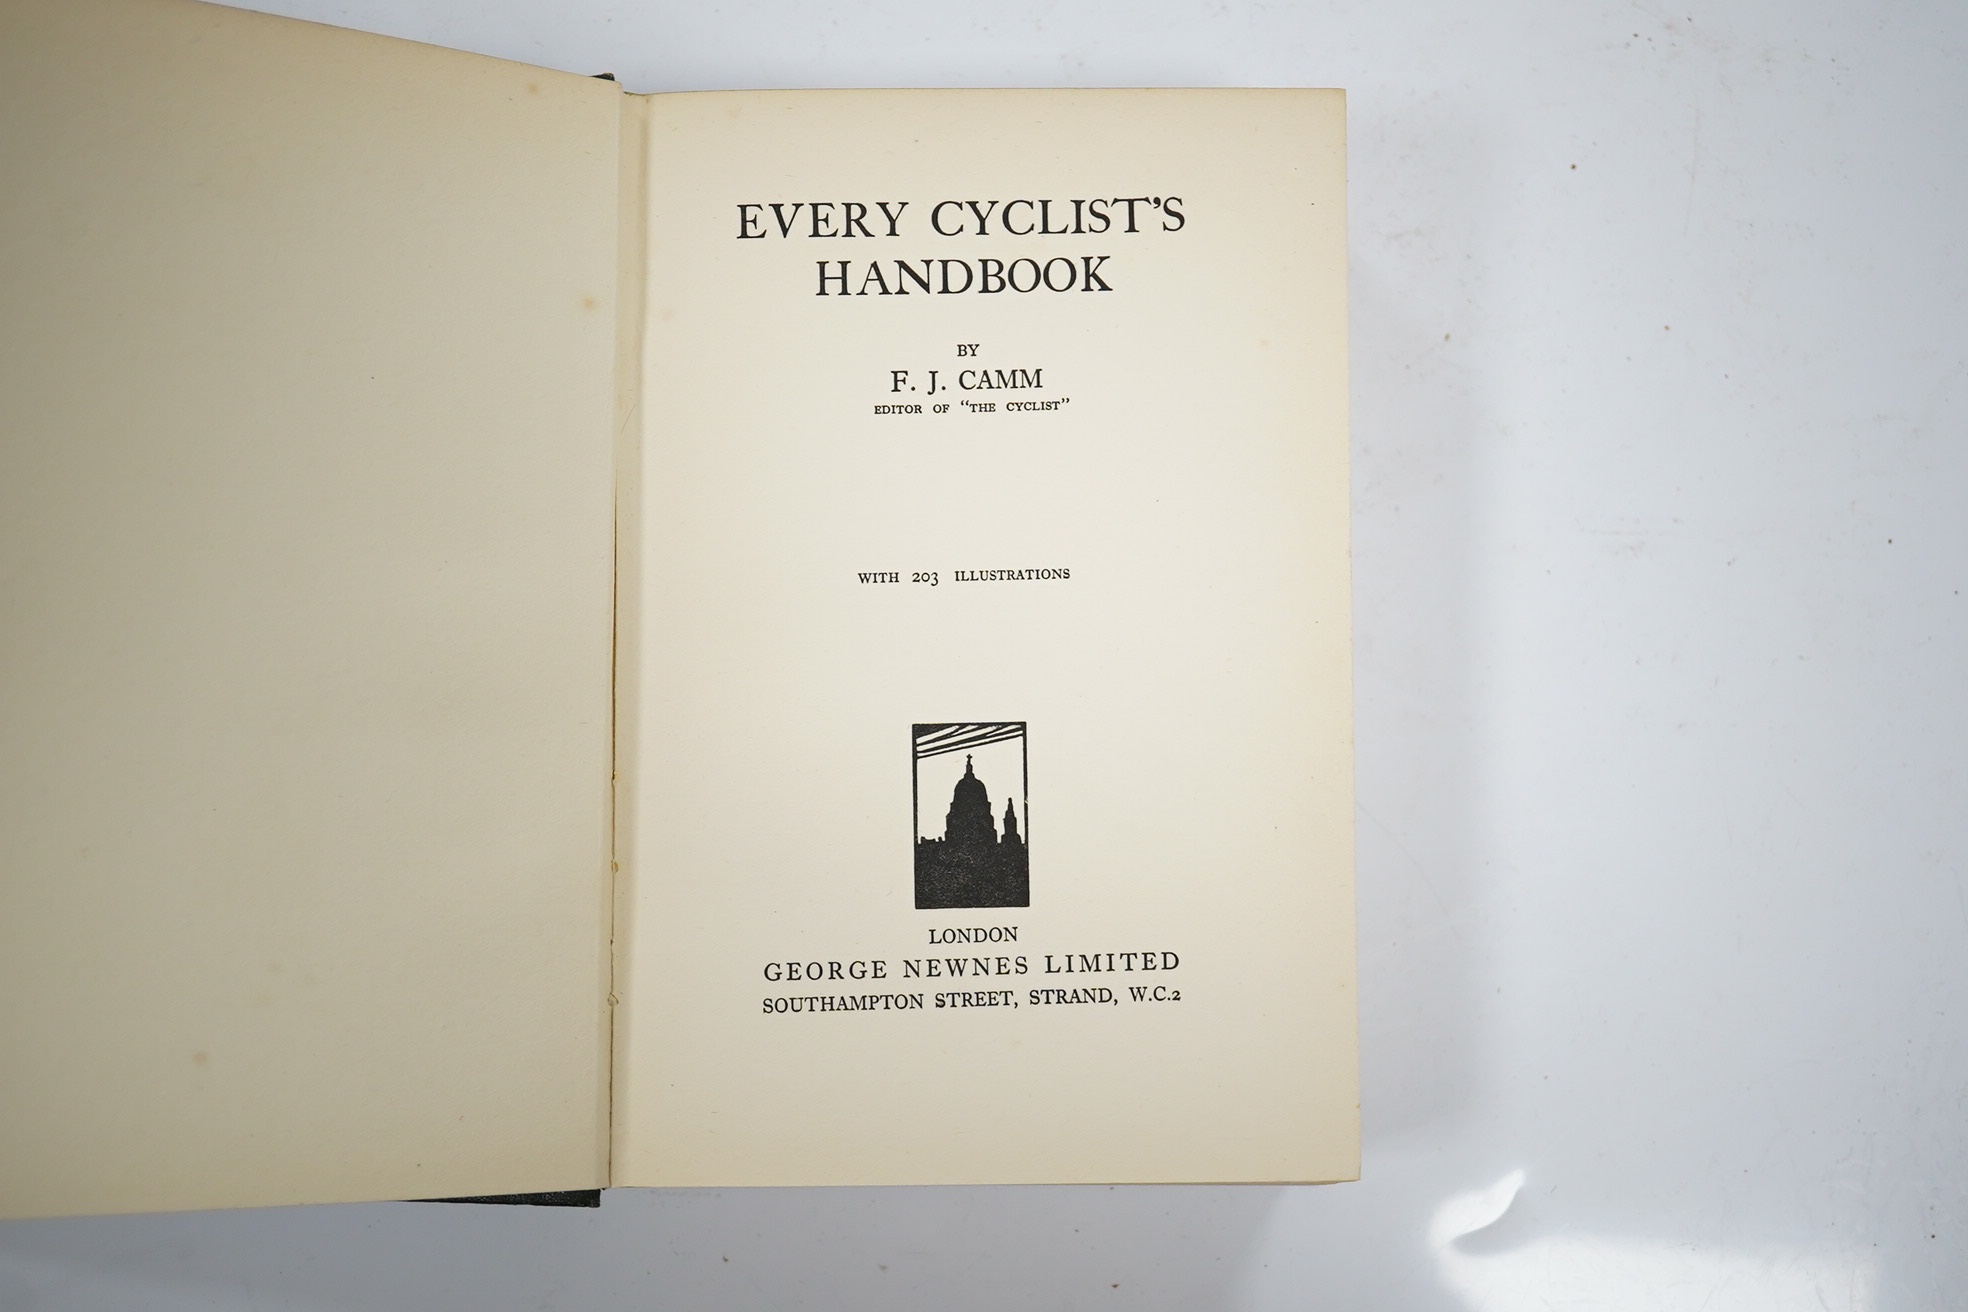 EVERY CYCLIST’S
HANDBOOK
BY
F. J. CAMM
EDITOR OF “THE CYCLIST”
WITH 203 ILLUSTRATIONS
LONDON
GEORGE NEWNES LIMITED
SOUTHAMPTON STREET, STRAND, W.C.2